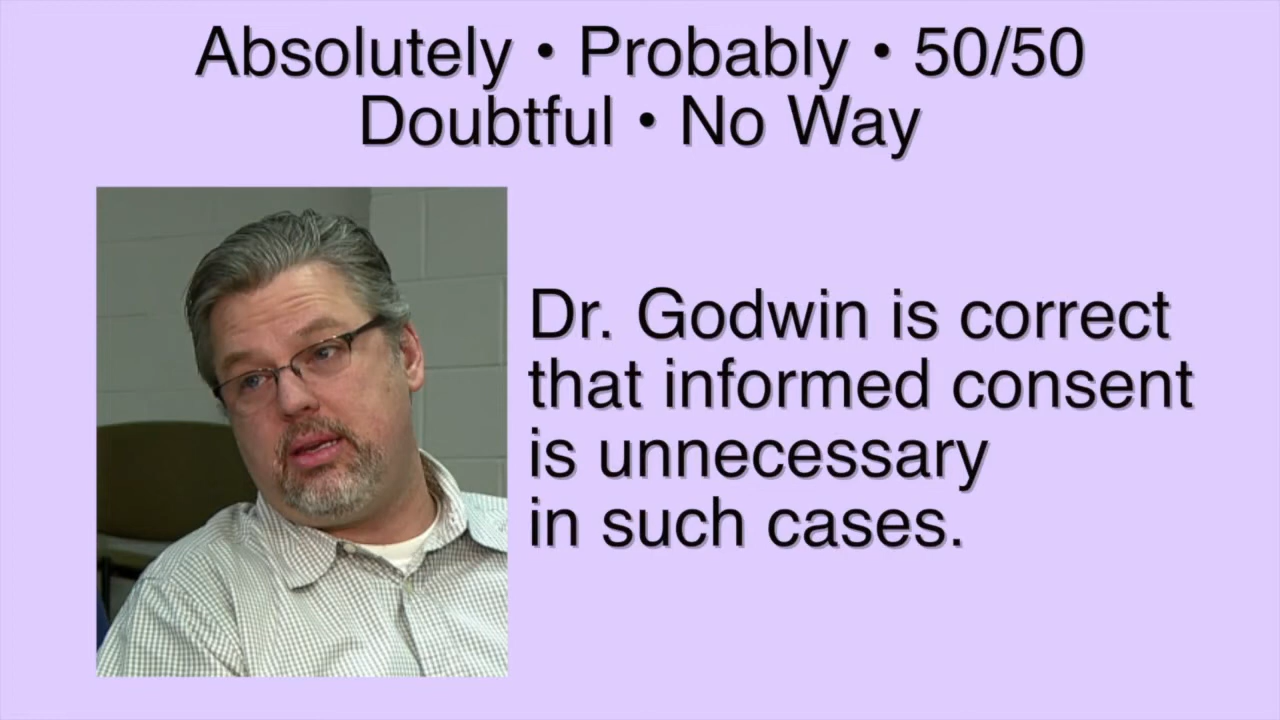 Absolutely • Probably • 50/50
Doubtful • No Way
Dr. Godwin is correct
that informed consent
is unnecessary
in such cases.